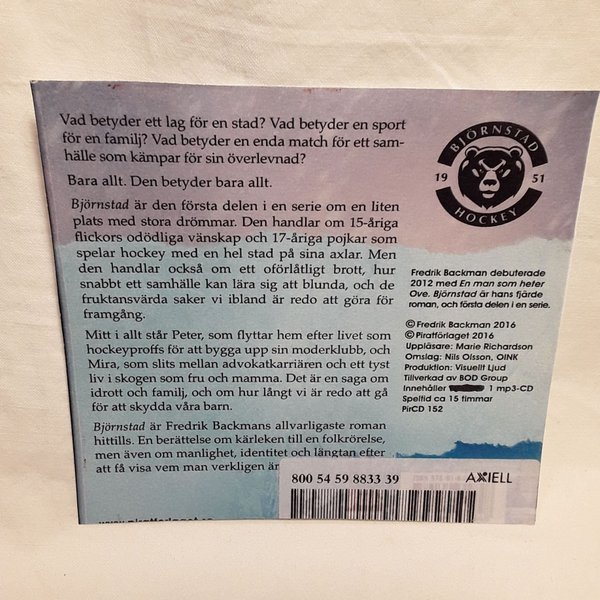 Vad betyder ett lag för en stad? Vad betyder en sport
för en familj? Vad betyder en enda match för ett sam-
hälle som kämpar för sin överlevnad?
Bara allt. Den betyder bara allt.
Björnstad är den första delen i en serie om en liten
plats med stora drömmar. Den handlar om 15-åriga
flickors odödliga vänskap och 17-åriga pojkar som
spelar hockey med en hel stad på sina axlar. Men
den handlar också om ett oförlåtligt brott, hur
snabbt ett samhälle kan lära sig att blunda, och de
fruktansvärda saker vi ibland är redo att göra för
framgång.
Mitt i allt står Peter, som flyttar hem efter livet som
hockeyproffs för att bygga upp sin moderklubb, och
Mira, som slits mellan advokatkarriären och ett tyst
liv i skogen som fru och mamma. Det är en saga om
idrott och familj, och om hur långt vi är redo att gå
för att skydda våra barn.
Björnstad är Fredrik Backmans allvarligaste roman
hittills. En berättelse om kärleken till en folkrörelse,
men även om manlighet, identitet och längtan efter
att få visa vem man verkligen är
BJÖRNSTAD
19 51
HOCKEY
Fredrik Backman debuterade
2012 med En man som heter
Ove. Björnstad är hans fjärde
roman, och första delen i en serie.
© Fredrik Backman 2016
© Piratförlaget 2016
Uppläsare: Marie Richardson
Omslag: Nils Olsson, OINK
Produktion: Visuellt Ljud
Tillverkad av BOD Group
Innehåller 1 mp3-CD
Speltid ca 15 timmar
PirCD 152
800 54 59 8833 39 AXIELL